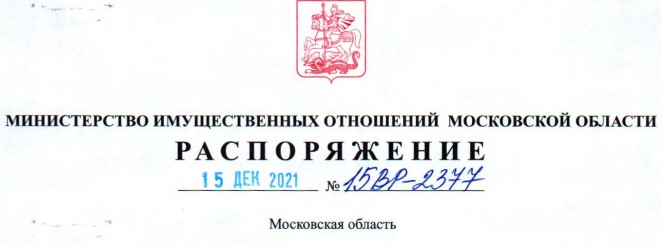 МИНИСТЕРСТВО ИМУЩЕСТВЕННЫХ ОТНОШЕНИЙ МОСКОВСКОЙ ОБЛАСТИ
РАСПОРЯЖЕНИЕ
15 ДЕК 2021 № 15ВР-2377
Московская область